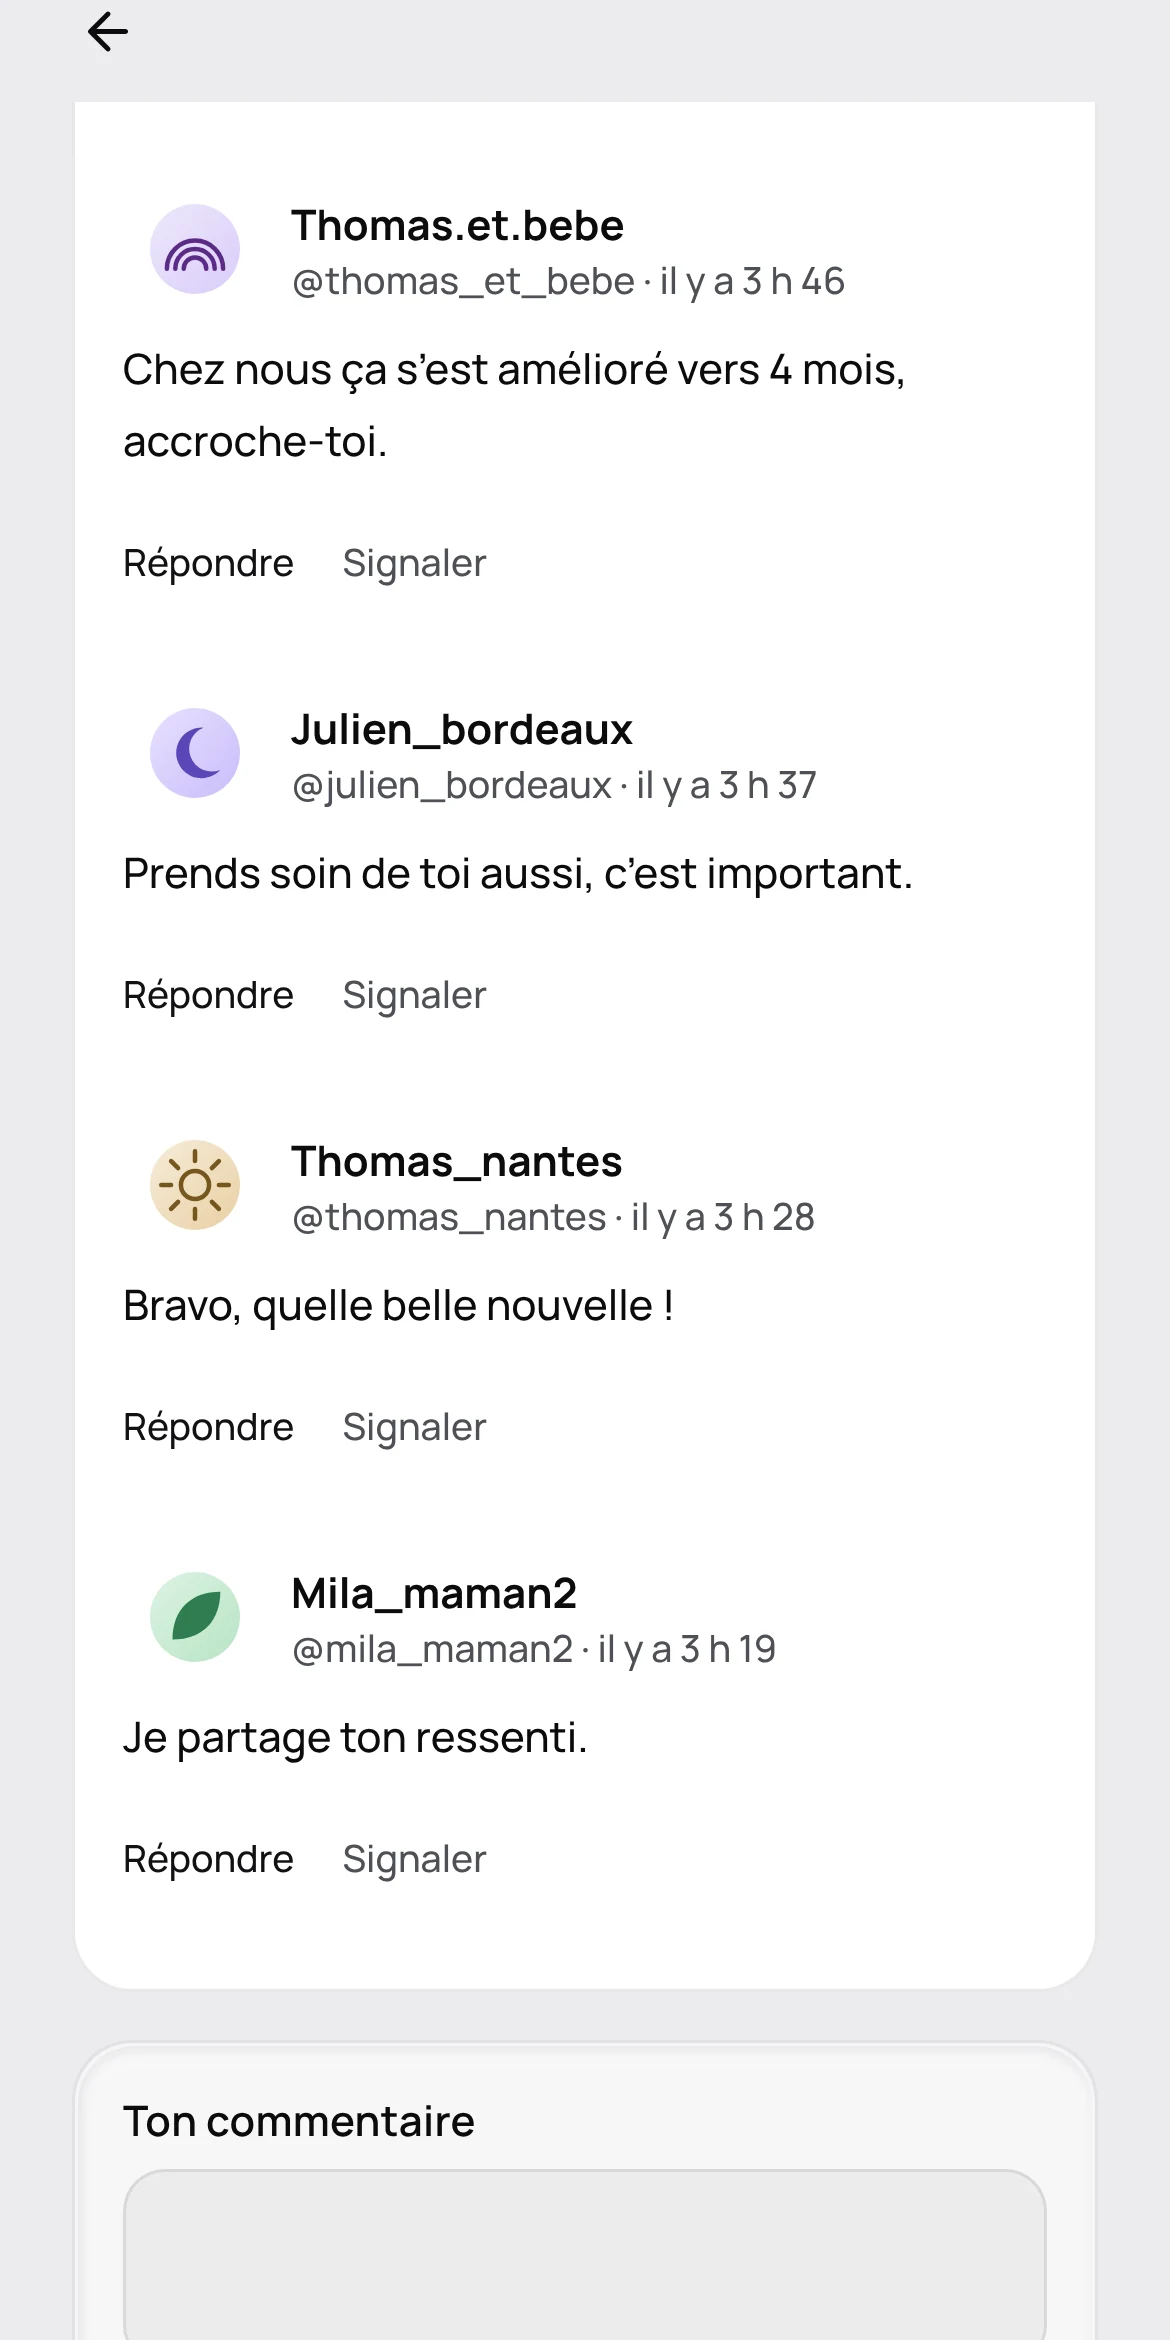 Thomas.et.bebe
@thomas_et_bebe · il y a 3 h 46
Chez nous ça s’est amélioré vers 4 mois,
accroche-toi.
Répondre Signaler
Julien_bordeaux
@julien_bordeaux · il y a 3 h 37
Prends soin de toi aussi, c’est important.
Répondre Signaler
Thomas_nantes
@thomas_nantes · il y a 3 h 28
Bravo, quelle belle nouvelle !
Répondre Signaler
Mila_maman2
@mila_maman2 · il y a 3 h 19
Je partage ton ressenti.
Répondre Signaler
Ton commentaire